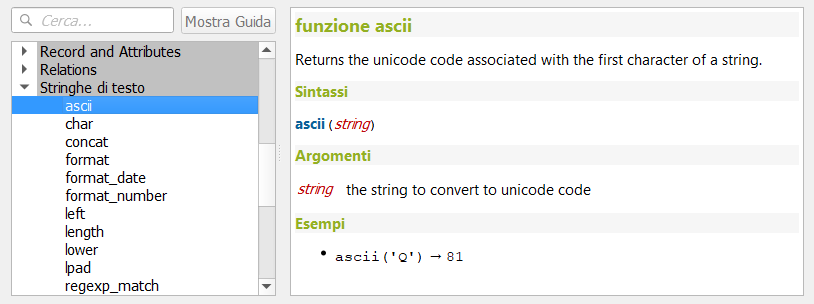 Cerca...
Mostra Guida
Record and Attributes
Relations
Stringhe di testo
ascii
char
concat
format
format_date
format_number
left
length
lower
lpad
regexp_match
funzione ascii
Returns the unicode code associated with the first character of a string.
Sintassi
ascii(string)
Argomenti
string the string to convert to unicode code
Esempi
• ascii('Q') → 81